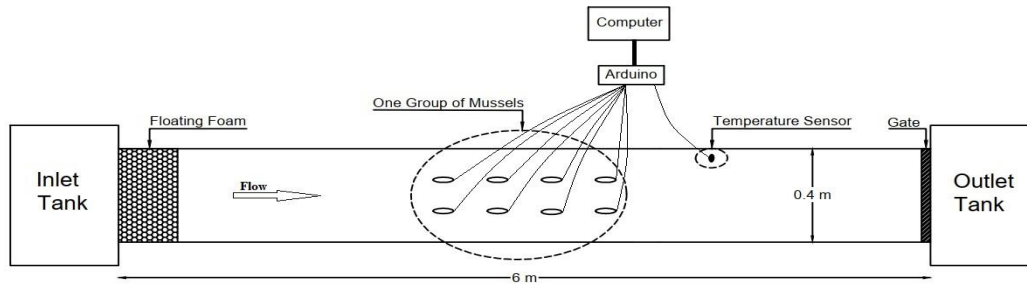 Computer
Arduino
One Group of Mussels
Floating Foam
Temperature Sensor
Gate
Inlet
Tank
Flow
0.4 m
Outlet
Tank
6 m